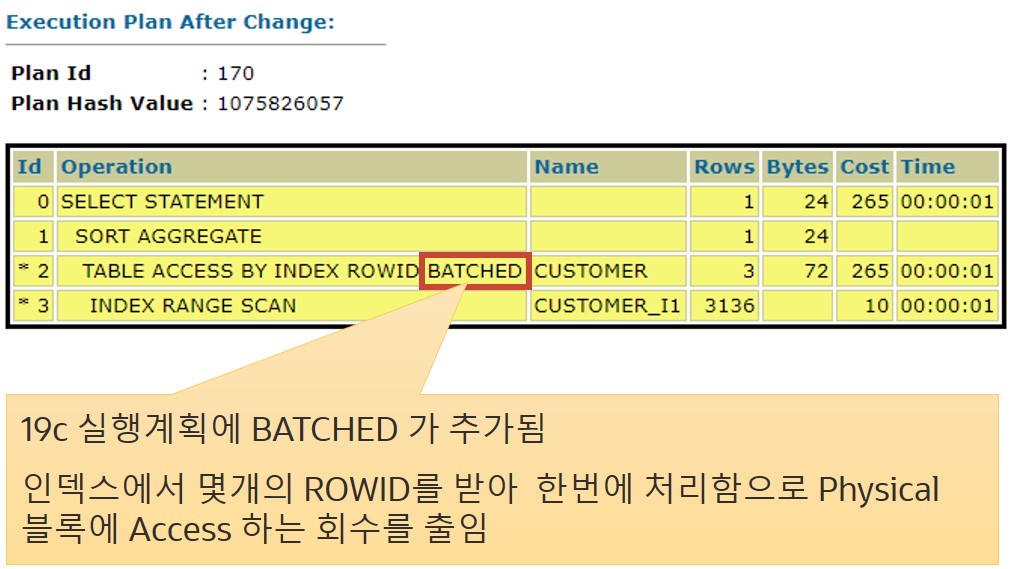 Execution Plan After Change:
Plan Id : 170
Plan Hash Value : 1075826057
Id Operation Name Rows Bytes Cost Time
0 SELECT STATEMENT 1 24 265 00:00:01
1 SORT AGGREGATE 1 24
* 2 TABLE ACCESS BY INDEX ROWID BATCHED CUSTOMER 3 72 265 00:00:01
* 3 INDEX RANGE SCAN CUSTOMER_I1 3136 10 00:00:01
19c 실행계획에 BATCHED 가 추가됨
인덱스에서 몇개의 ROWID를 받아 한번에 처리함으로 Physical
블록에 Access 하는 회수를 출임